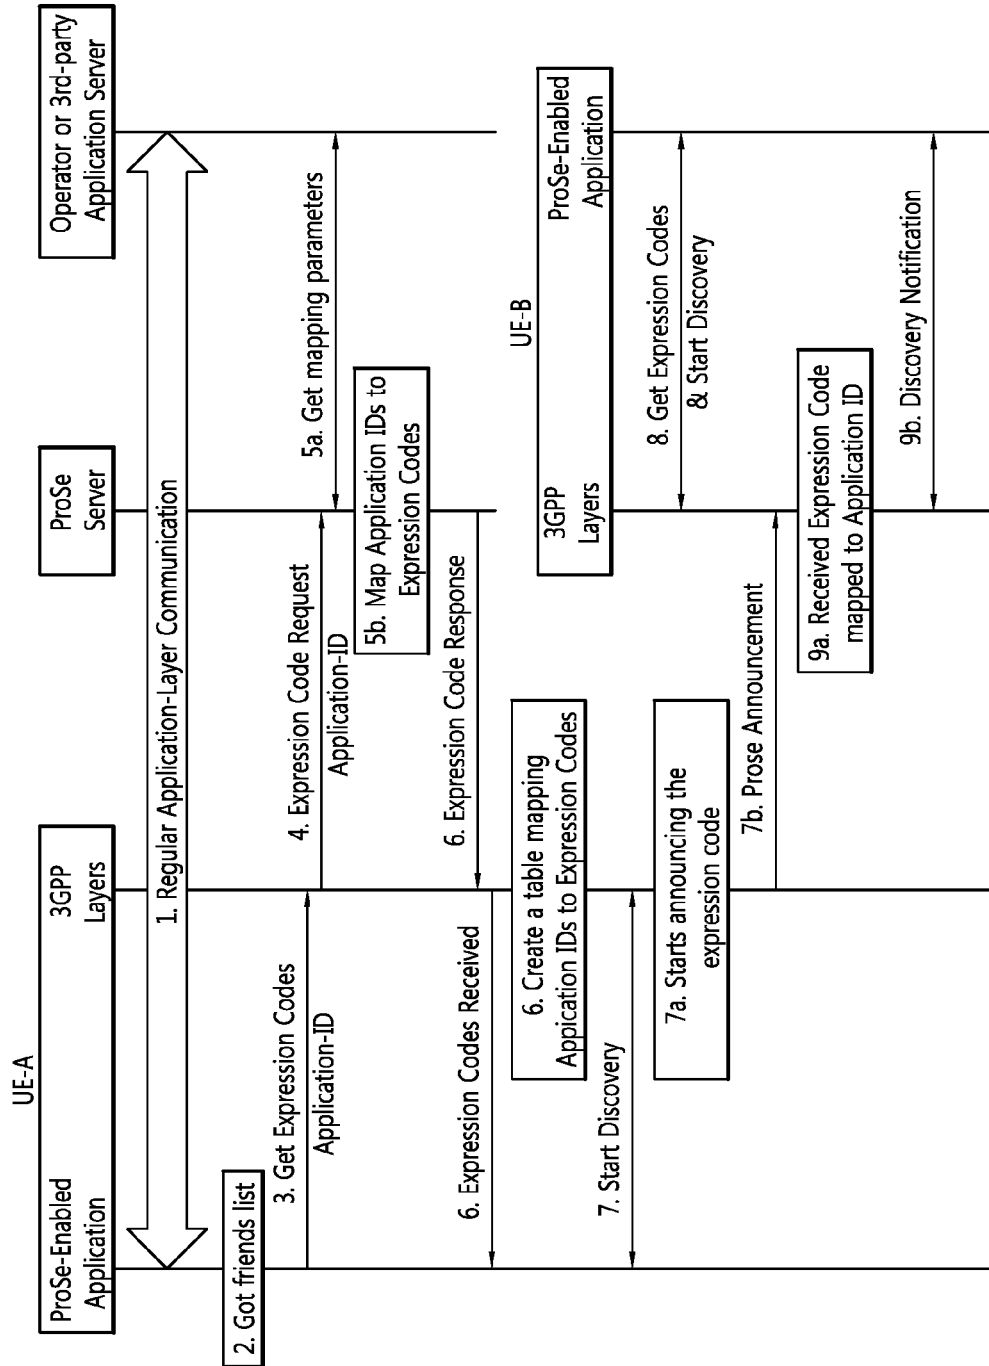 UE-A
ProSe-Enabled
Application
3GPP
Layers
ProSe
Server
Operator or 3rd-party
Application Server
1. Regular Application-Layer Communication
2. Got friends list
3. Get Expression Codes
Application-ID
4. Expression Code Request
Application-ID
5a. Get mapping parameters
5b. Map Application IDs to
Expression Codes
6. Expression Code Response
6. Expression Codes Received
6. Create a table mapping
Appication IDs to Expression Codes
UE-B
3GPP
Layers
ProSe-Enabled
Application
7. Start Discovery
8. Get Expression Codes
& Start Discovery
7a. Starts announcing the
expression code
7b. Prose Announcement
9a. Received Expression Code
mapped to Application ID
9b. Discovery Notification